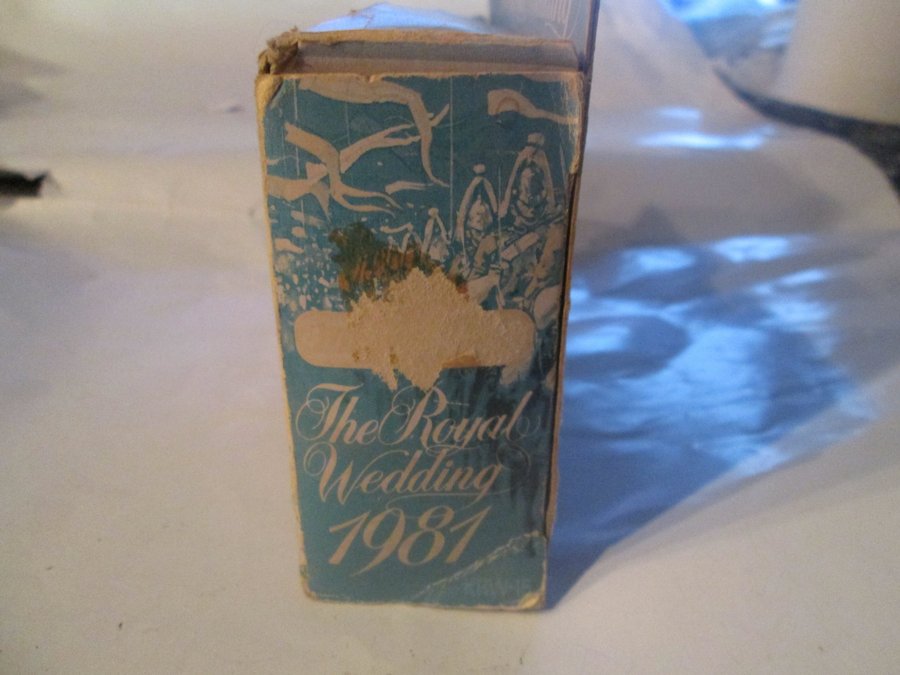 The Royal
Wedding
1981